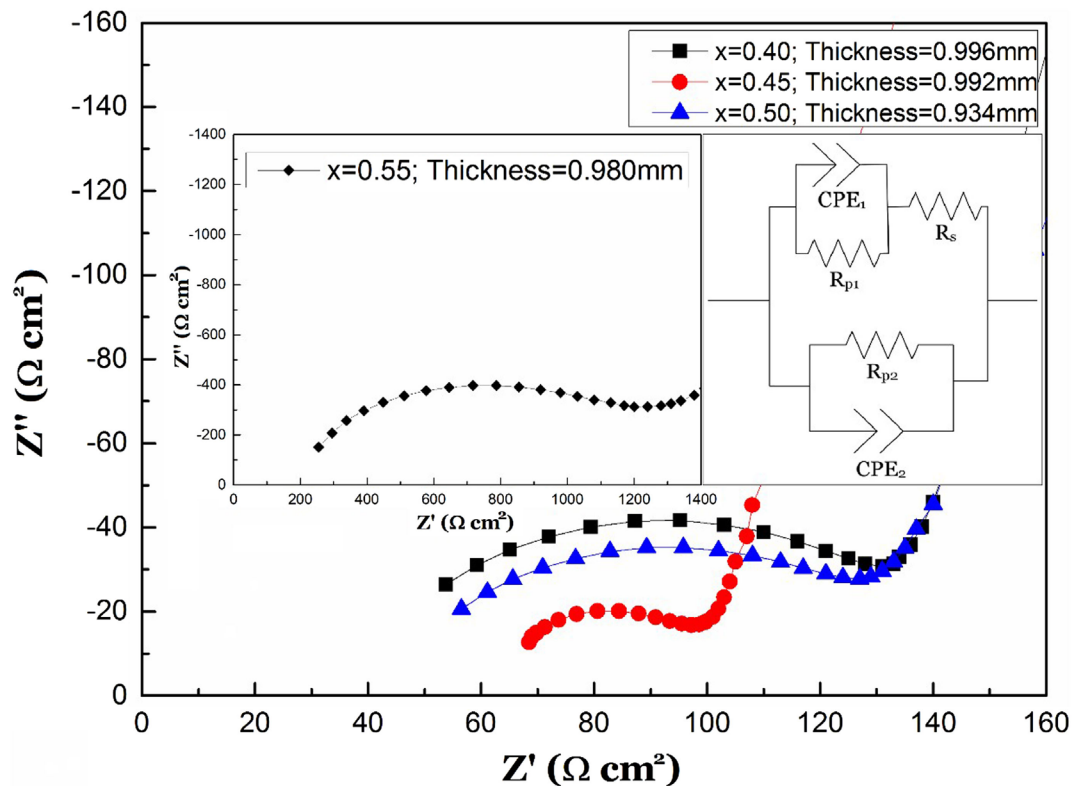 -160
-140
-120
-100
-80
-60
-40
-20
0
Z'' (Ω cm²)
x=0.40; Thickness=0.996mm
x=0.45; Thickness=0.992mm
x=0.50; Thickness=0.934mm
-1400
-1200
-1000
-800
-600
-400
-200
0
Z'' (Ω cm²)
x=0.55; Thickness=0.980mm
0 200 400 600 800 1000 1200 1400
Z' (Ω cm²)
CPE₁
Rₛ
Rₚ₁
Rₚ₂
CPE₂
0 20 40 60 80 100 120 140 160
Z' (Ω cm²)